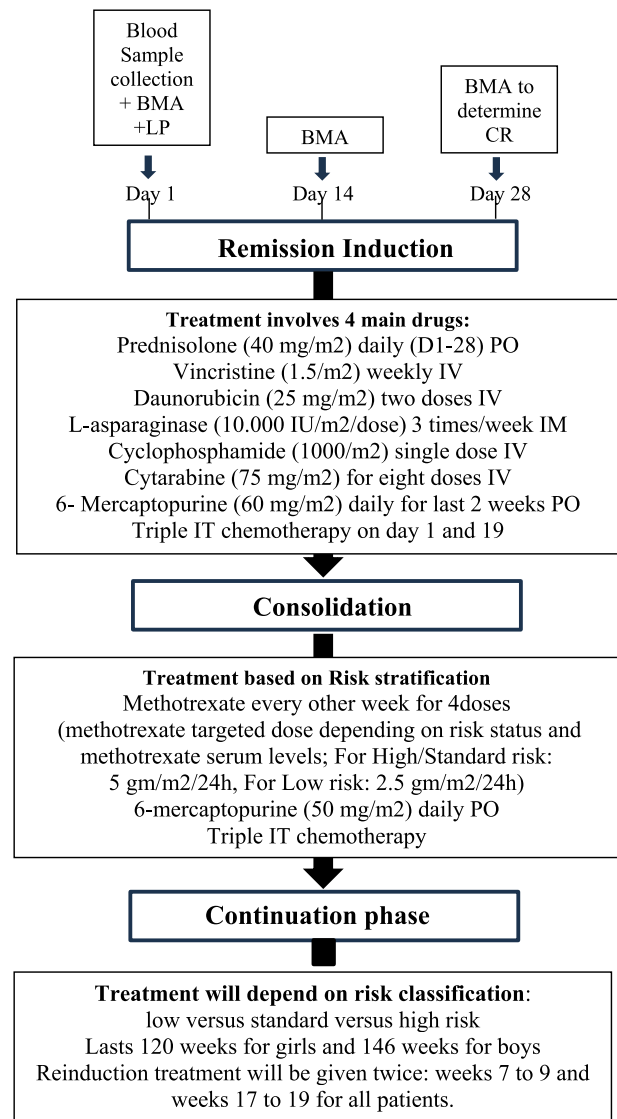 Blood
Sample
collection
+ BMA
+LP
BMA
BMA to
determine
CR
Day 1
Day 14
Day 28
Remission Induction
Treatment involves 4 main drugs:
Prednisolone (40 mg/m2) daily (D1-28) PO
Vincristine (1.5/m2) weekly IV
Daunorubicin (25 mg/m2) two doses IV
L-asparaginase (10.000 IU/m2/dose) 3 times/week IM
Cyclophosphamide (1000/m2) single dose IV
Cytarabine (75 mg/m2) for eight doses IV
6- Mercaptopurine (60 mg/m2) daily for last 2 weeks PO
Triple IT chemotherapy on day 1 and 19
Consolidation
Treatment based on Risk stratification
Methotrexate every other week for 4doses
(methotrexate targeted dose depending on risk status and
methotrexate serum levels; For High/Standard risk:
5 gm/m2/24h, For Low risk: 2.5 gm/m2/24h)
6-mercaptopurine (50 mg/m2) daily PO
Triple IT chemotherapy
Continuation phase
Treatment will depend on risk classification:
low versus standard versus high risk
Lasts 120 weeks for girls and 146 weeks for boys
Reinduction treatment will be given twice: weeks 7 to 9 and
weeks 17 to 19 for all patients.